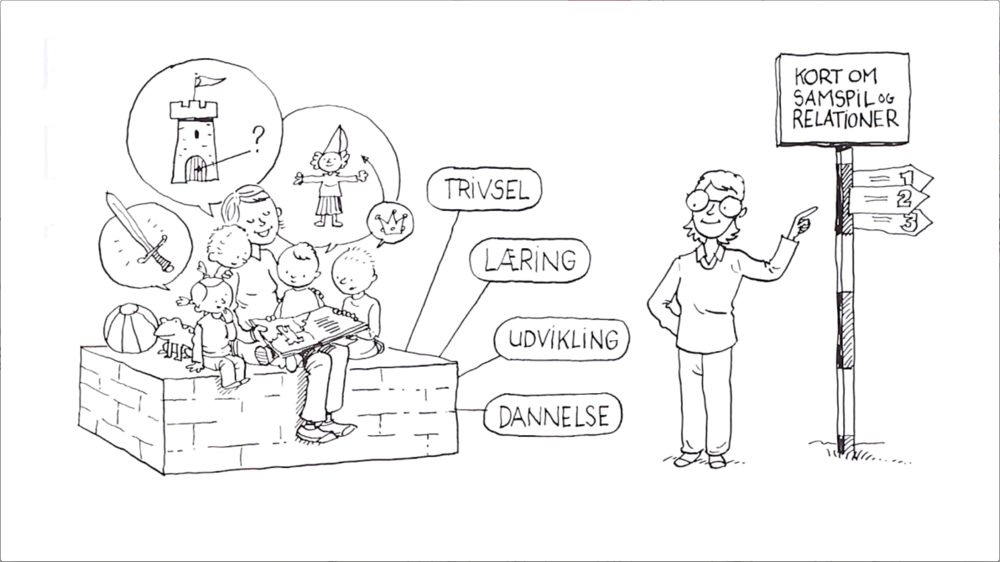 ?
TRIVSEL
LÆRING
UDVIKLING
DANNELSE
KORT OM
SAMSPIL OG
RELATIONER
1
2
3